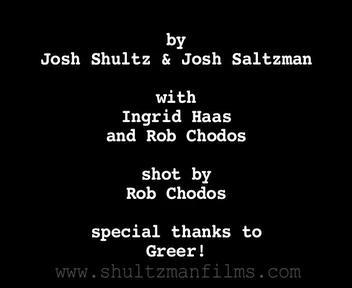 by
Josh Shultz & Josh Saltzman
with
Ingrid Haas
and Rob Chodos
shot by
Rob Chodos
special thanks to
Greer!
www.shultzmanfilms.com